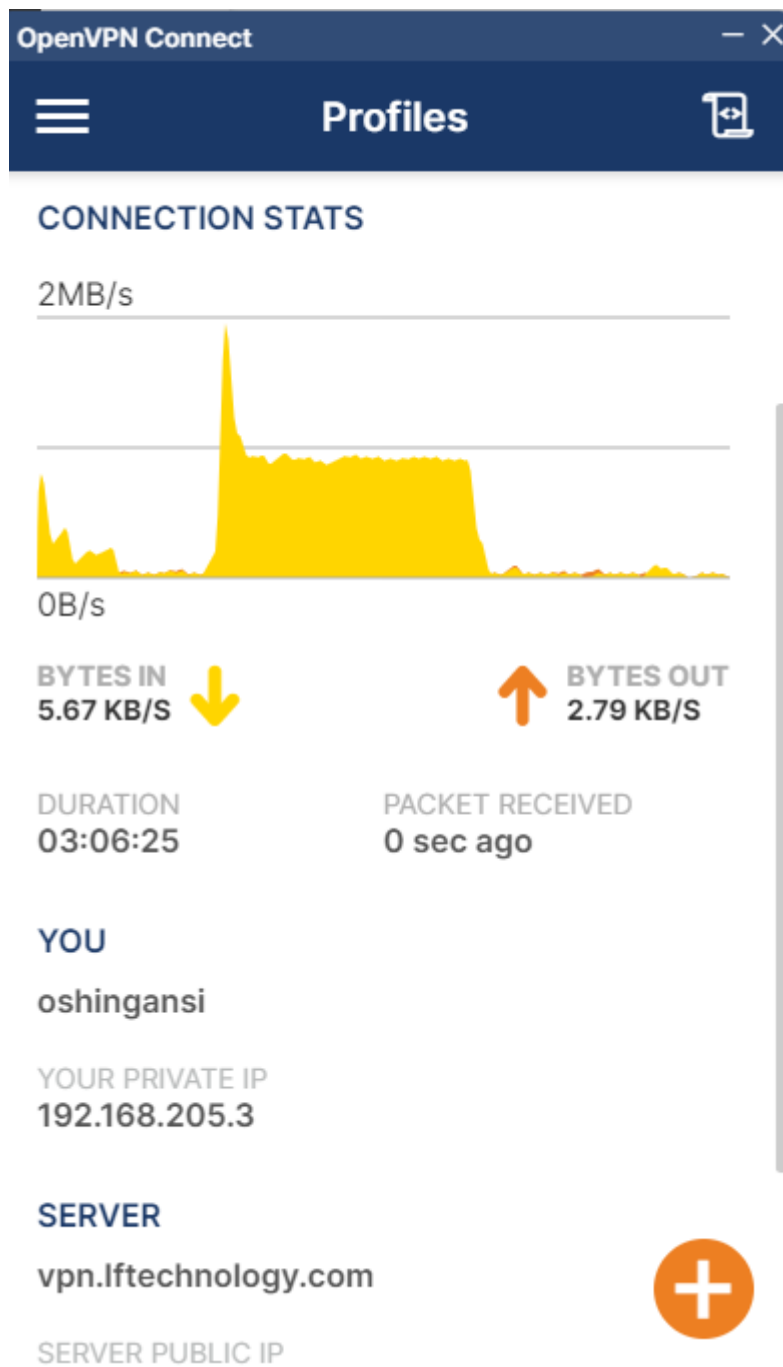 OpenVPN Connect
Profiles
CONNECTION STATS
2MB/s
0B/s
BYTES IN
5.67 KB/S
BYTES OUT
2.79 KB/S
DURATION
03:06:25
PACKET RECEIVED
0 sec ago
YOU
oshingansi
YOUR PRIVATE IP
192.168.205.3
SERVER
vpn.lftechnology.com
SERVER PUBLIC IP